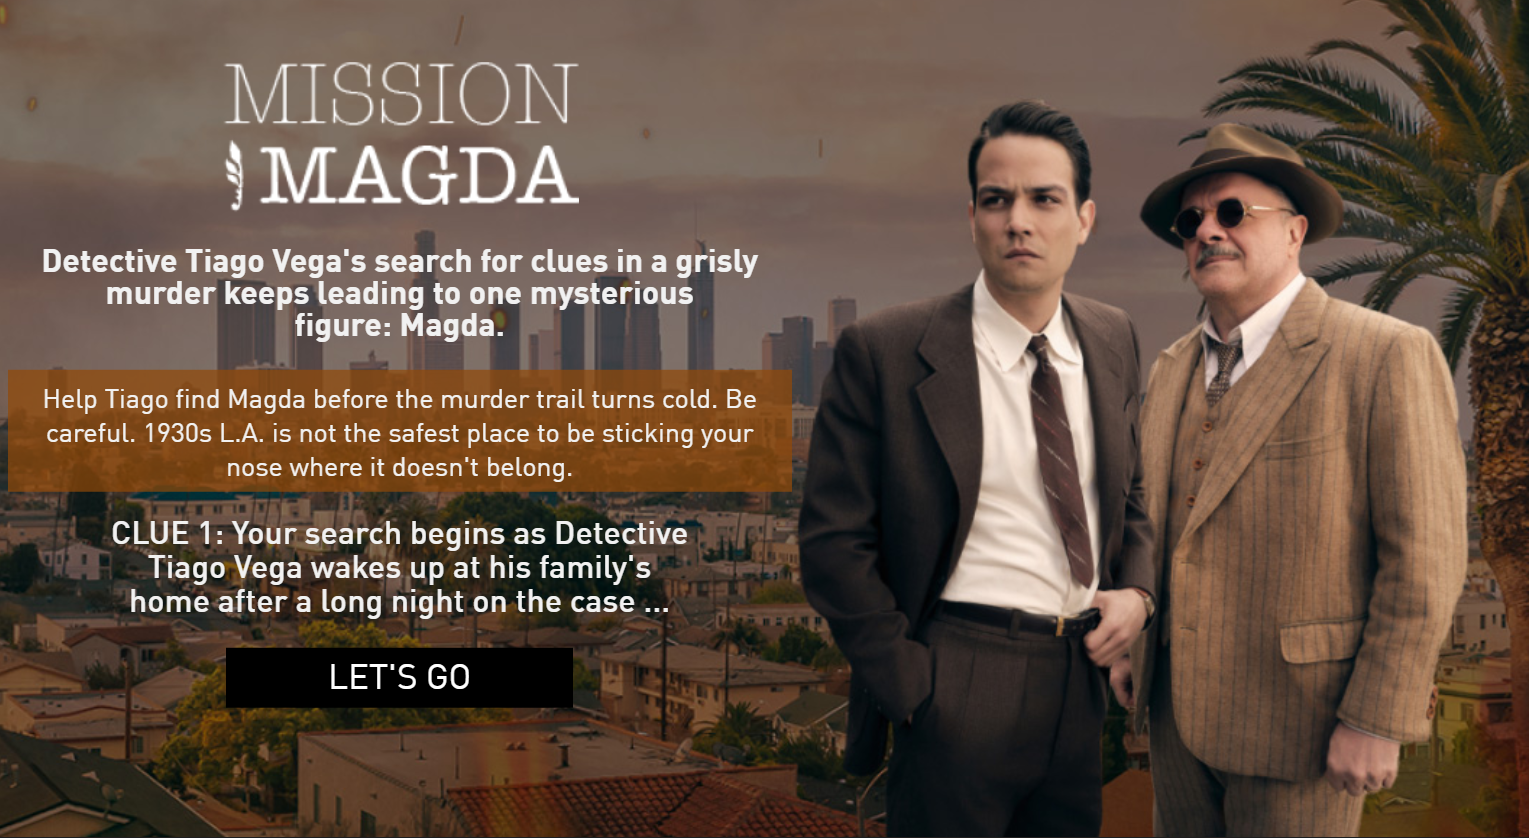 MISSION
MAGDA
Detective Tiago Vega's search for clues in a grisly
murder keeps leading to one mysterious
figure: Magda.
Help Tiago find Magda before the murder trail turns cold. Be
careful. 1930s L.A. is not the safest place to be sticking your
nose where it doesn't belong.
CLUE 1: Your search begins as Detective
Tiago Vega wakes up at his family's
home after a long night on the case ...
LET'S GO